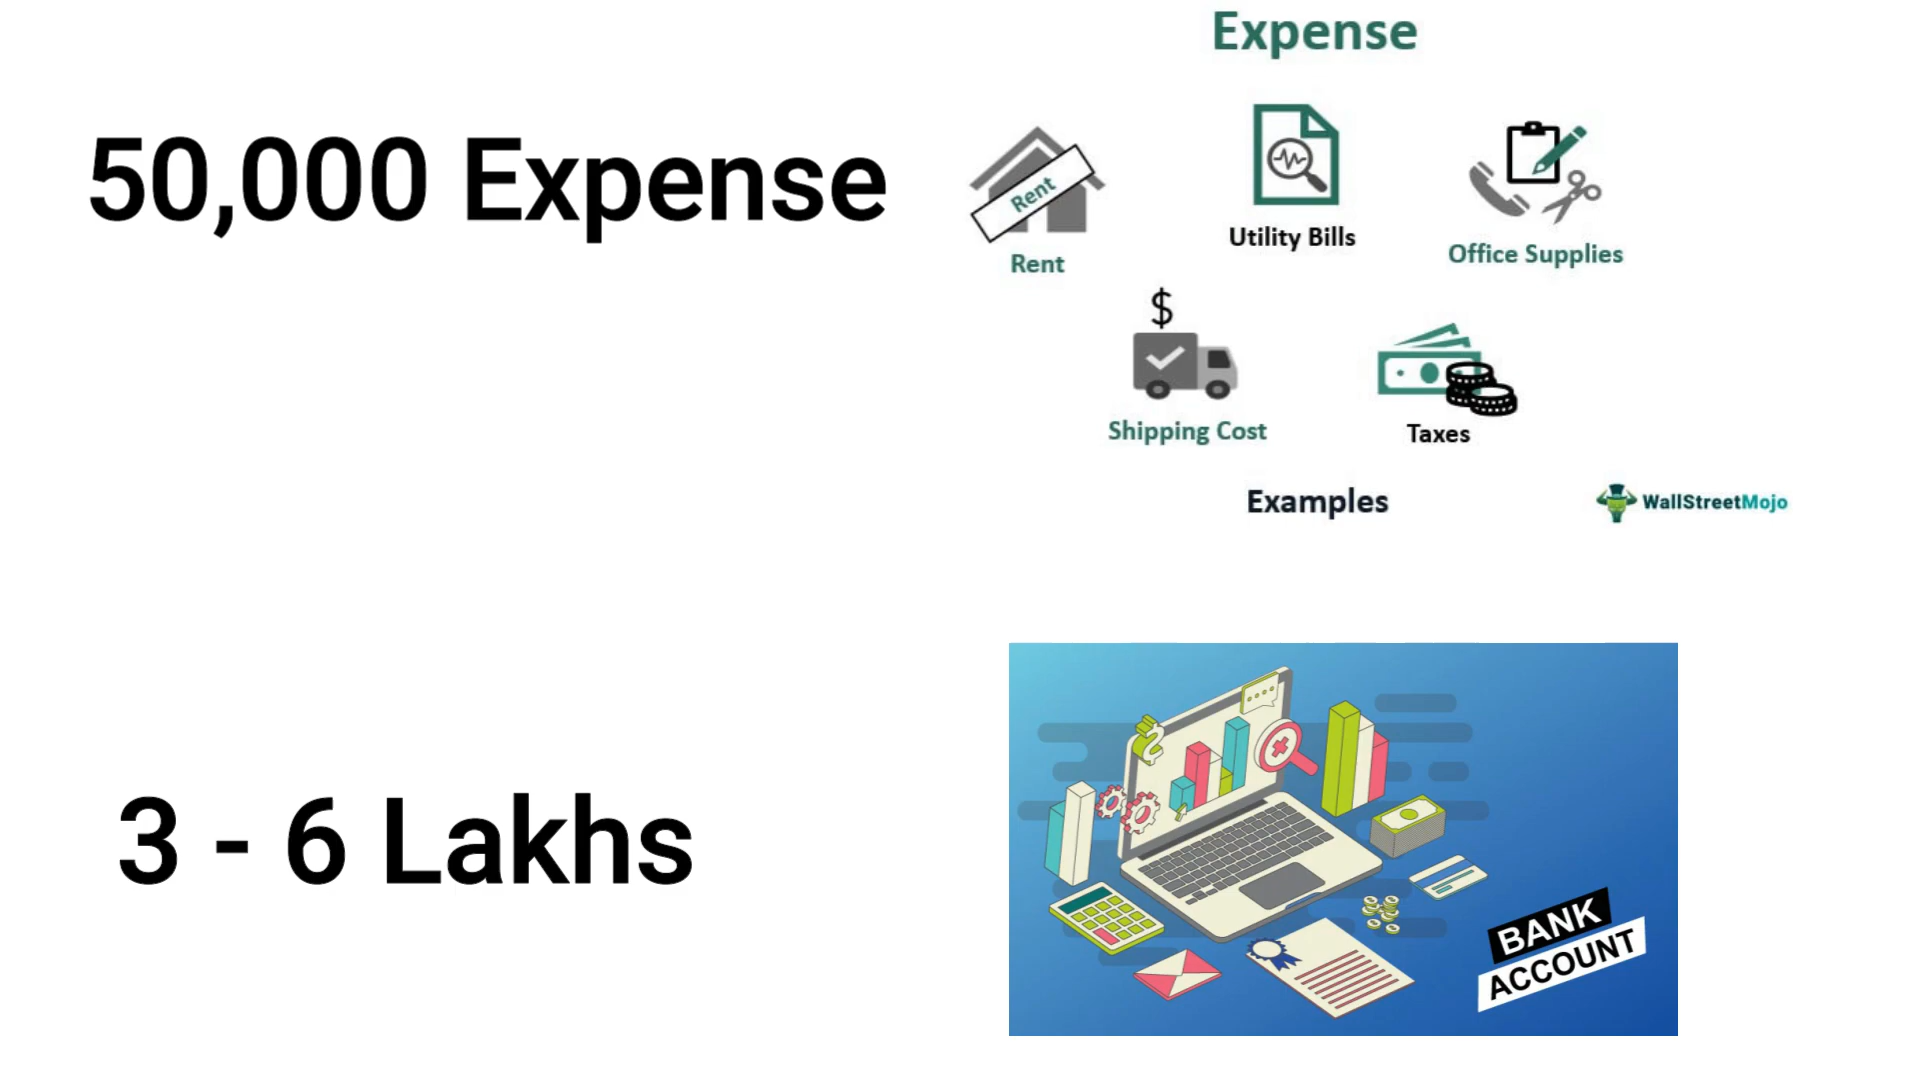 Expense
50,000 Expense
Rent
Rent
Utility Bills
Office Supplies
$
Shipping Cost
Taxes
Examples
WallStreetMojo
3 - 6 Lakhs
$
BANK
ACCOUNT